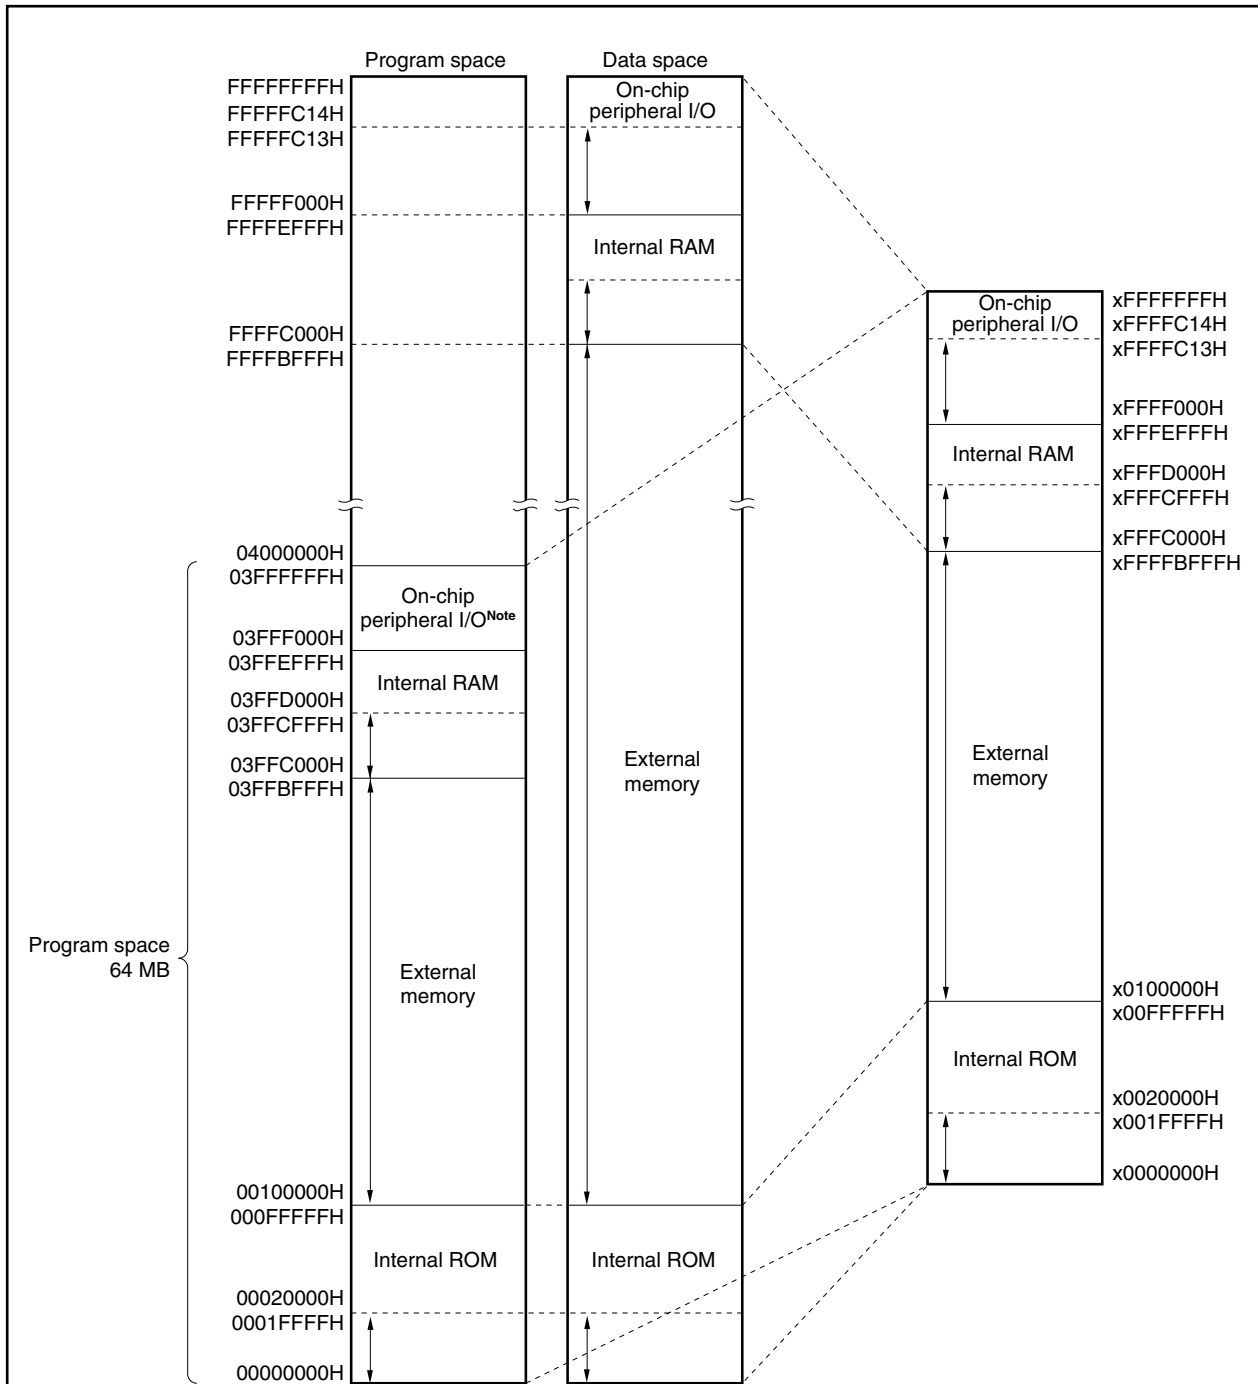 Program space
Data space
FFFFFFFFH
FFFFFC14H
FFFFFC13H
FFFFF000H
FFFFEFFFH
FFFFC000H
FFFFBFFFH
04000000H
03FFFFFFH
03FFF000H
03FFEFFFH
03FFD000H
03FFCFFFH
03FFC000H
03FFBFFFH
Program space
64 MB
00100000H
000FFFFFH
00020000H
0001FFFFH
00000000H
On-chip
peripheral I/ONote
Internal RAM
External
memory
Internal ROM
On-chip
peripheral I/O
Internal RAM
External
memory
Internal ROM
On-chip
peripheral I/O
Internal RAM
External
memory
Internal ROM
xFFFFFFFH
xFFFFC14H
xFFFFC13H
xFFFF000H
xFFFEFFFH
xFFFD000H
xFFFCFFFH
xFFFC000H
xFFFFBFFFH
x0100000H
x00FFFFFH
x0020000H
x001FFFFH
x0000000H